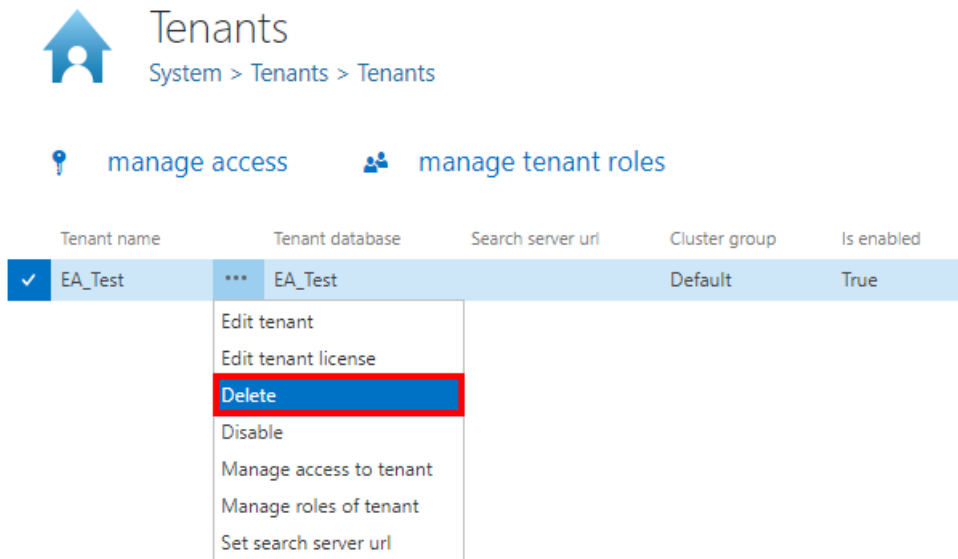 Tenants
System > Tenants > Tenants
manage access manage tenant roles
Tenant name Tenant database Search server url Cluster group Is enabled
EA_Test ••• EA_Test Default True
Edit tenant
Edit tenant license
Delete
Disable
Manage access to tenant
Manage roles of tenant
Set search server url